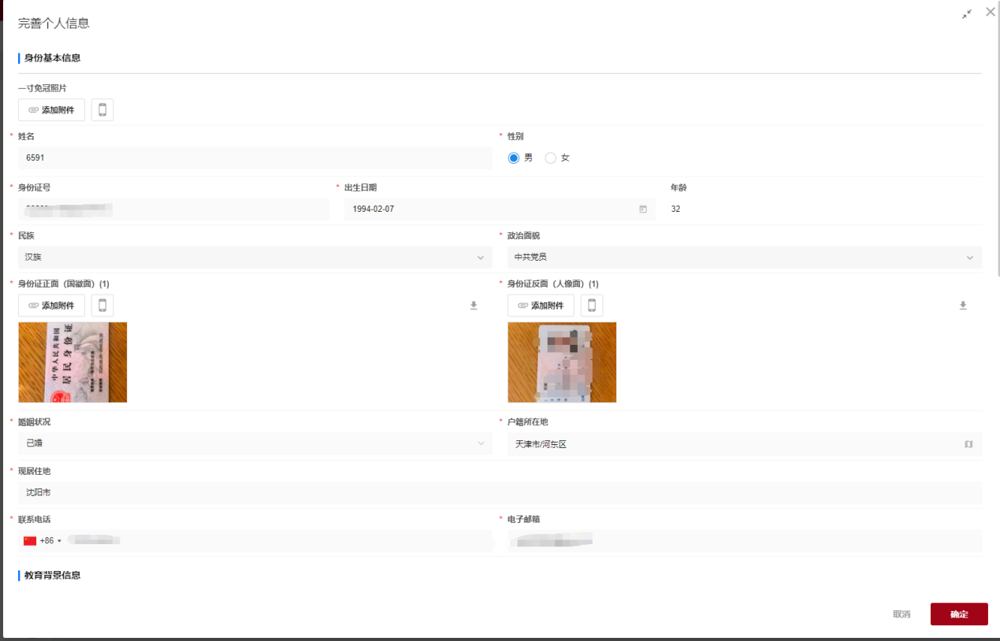 完善个人信息
身份基本信息
一寸免冠照片
添加附件
* 姓名
* 性别
6591
男 女
* 身份证号
* 出生日期
年龄
1994-02-07
32
* 民族
* 政治面貌
汉族
中共党员
* 身份证正面（国徽面）(1)
* 身份证反面（人像面）(1)
添加附件
添加附件
中华人民共和国
居民身份证
* 婚姻状况
* 户籍所在地
已婚
天津市/河东区
* 现居住地
沈阳市
* 联系电话
* 电子邮箱
+86
教育背景信息
取消
确定